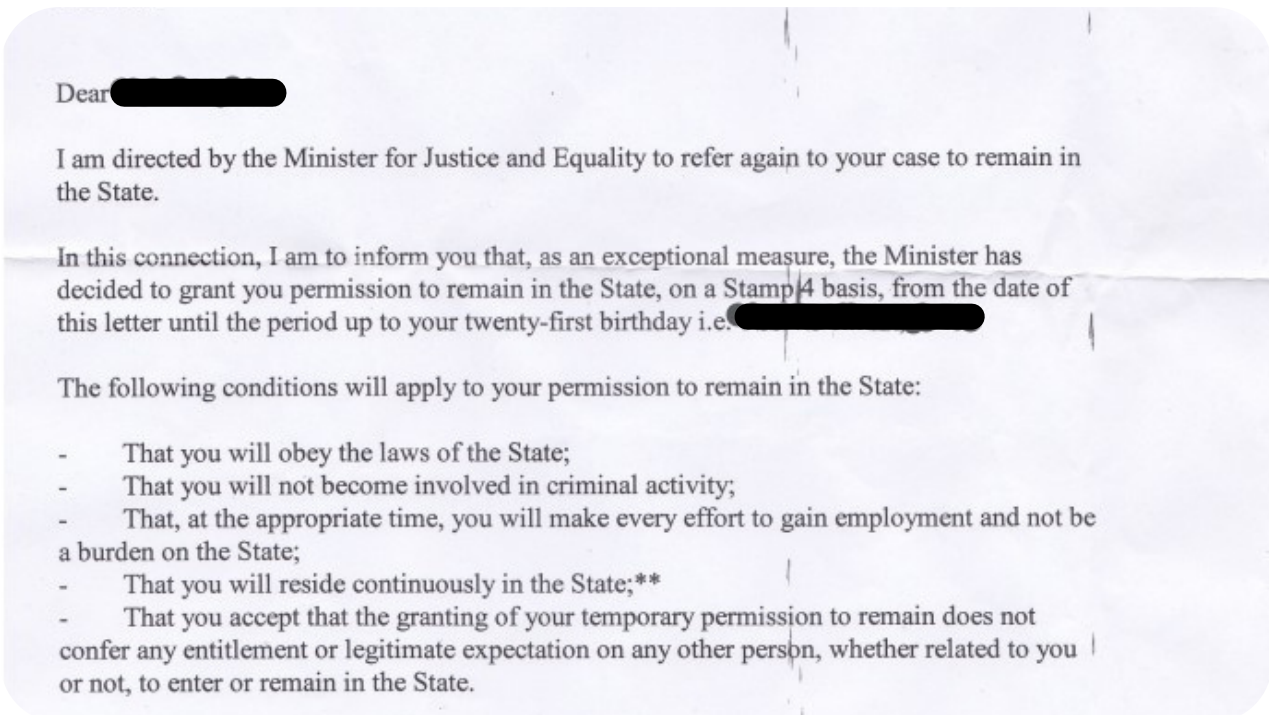 Dear
I am directed by the Minister for Justice and Equality to refer again to your case to remain in
the State.
In this connection, I am to inform you that, as an exceptional measure, the Minister has
decided to grant you permission to remain in the State, on a Stamp 4 basis, from the date of
this letter until the period up to your twenty-first birthday i.e.
The following conditions will apply to your permission to remain in the State:
- That you will obey the laws of the State;
- That you will not become involved in criminal activity;
- That, at the appropriate time, you will make every effort to gain employment and not be
a burden on the State;
- That you will reside continuously in the State;**
- That you accept that the granting of your temporary permission to remain does not
confer any entitlement or legitimate expectation on any other person, whether related to you
or not, to enter or remain in the State.